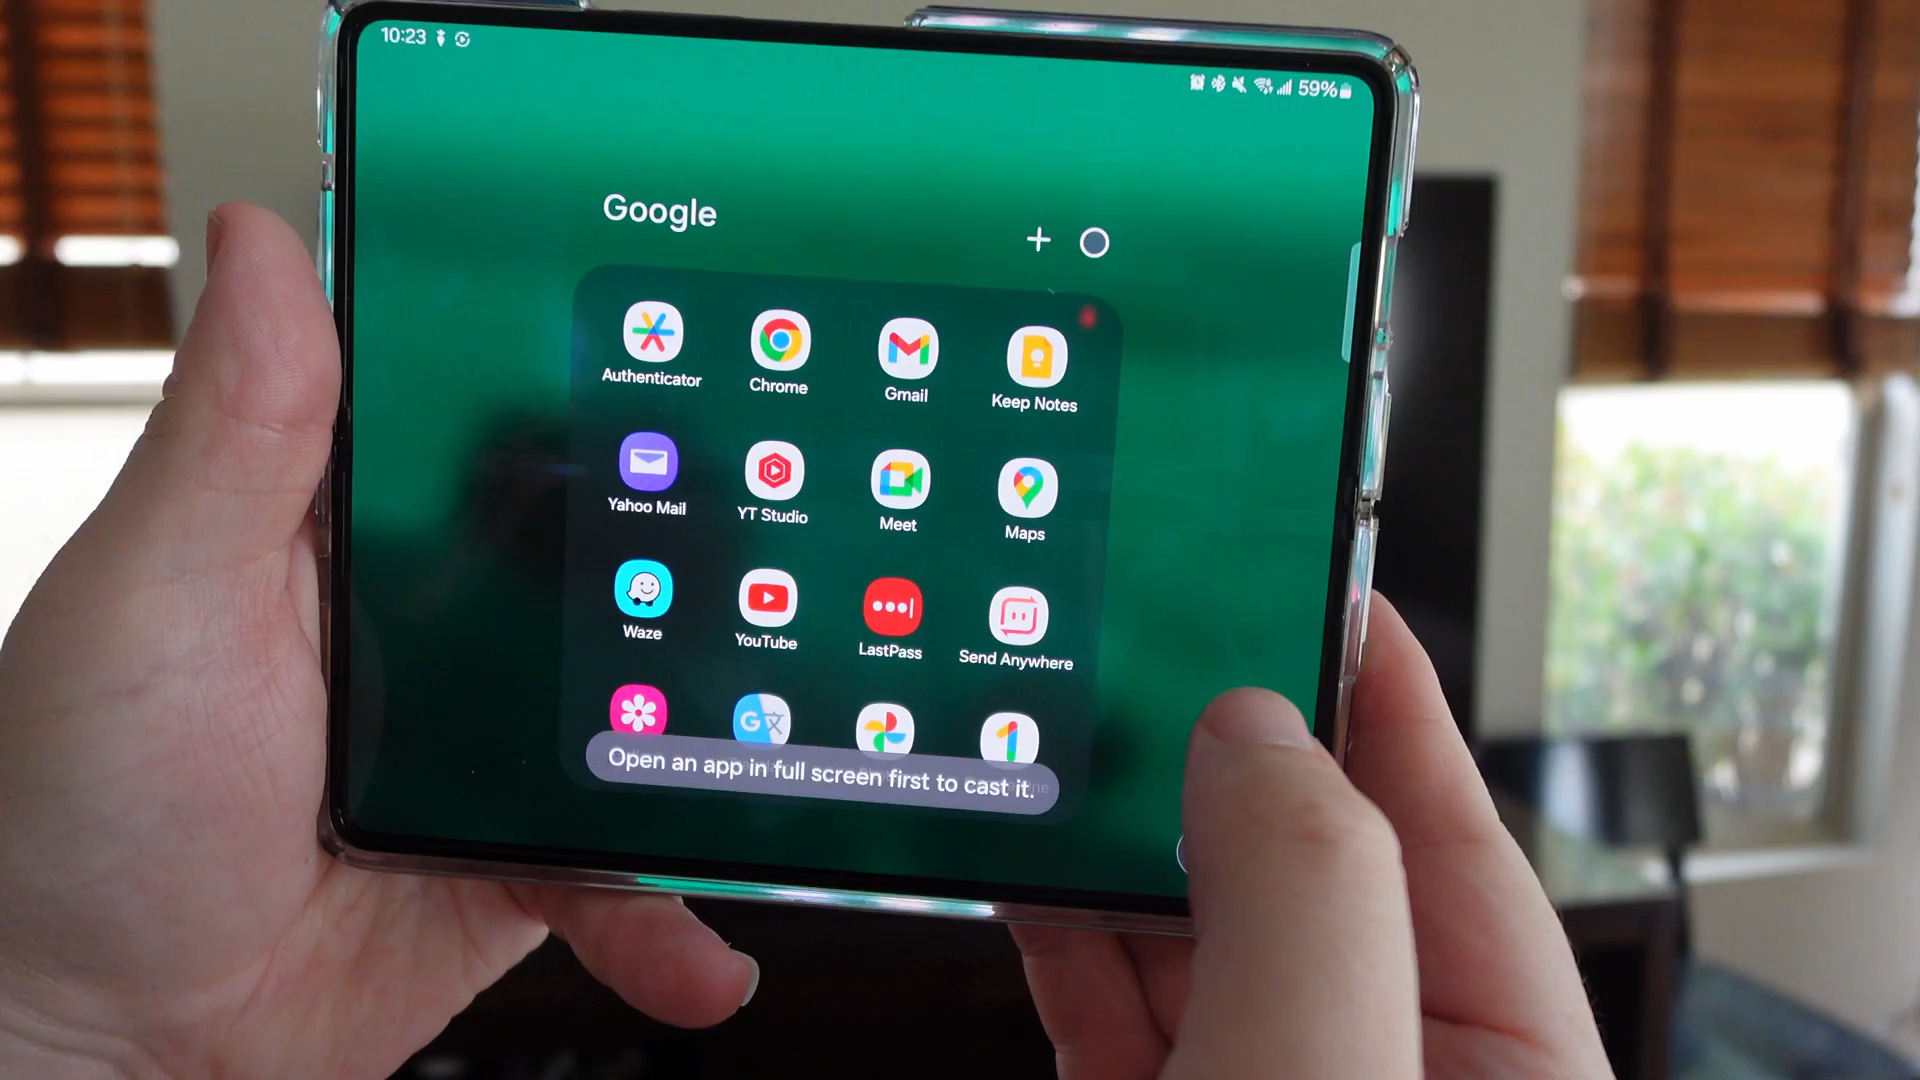 10:23
59%
Google
Authenticator
Chrome
Gmail
Keep Notes
Yahoo Mail
YT Studio
Meet
Maps
Waze
YouTube
LastPass
Send Anywhere
Open an app in full screen first to cast it.